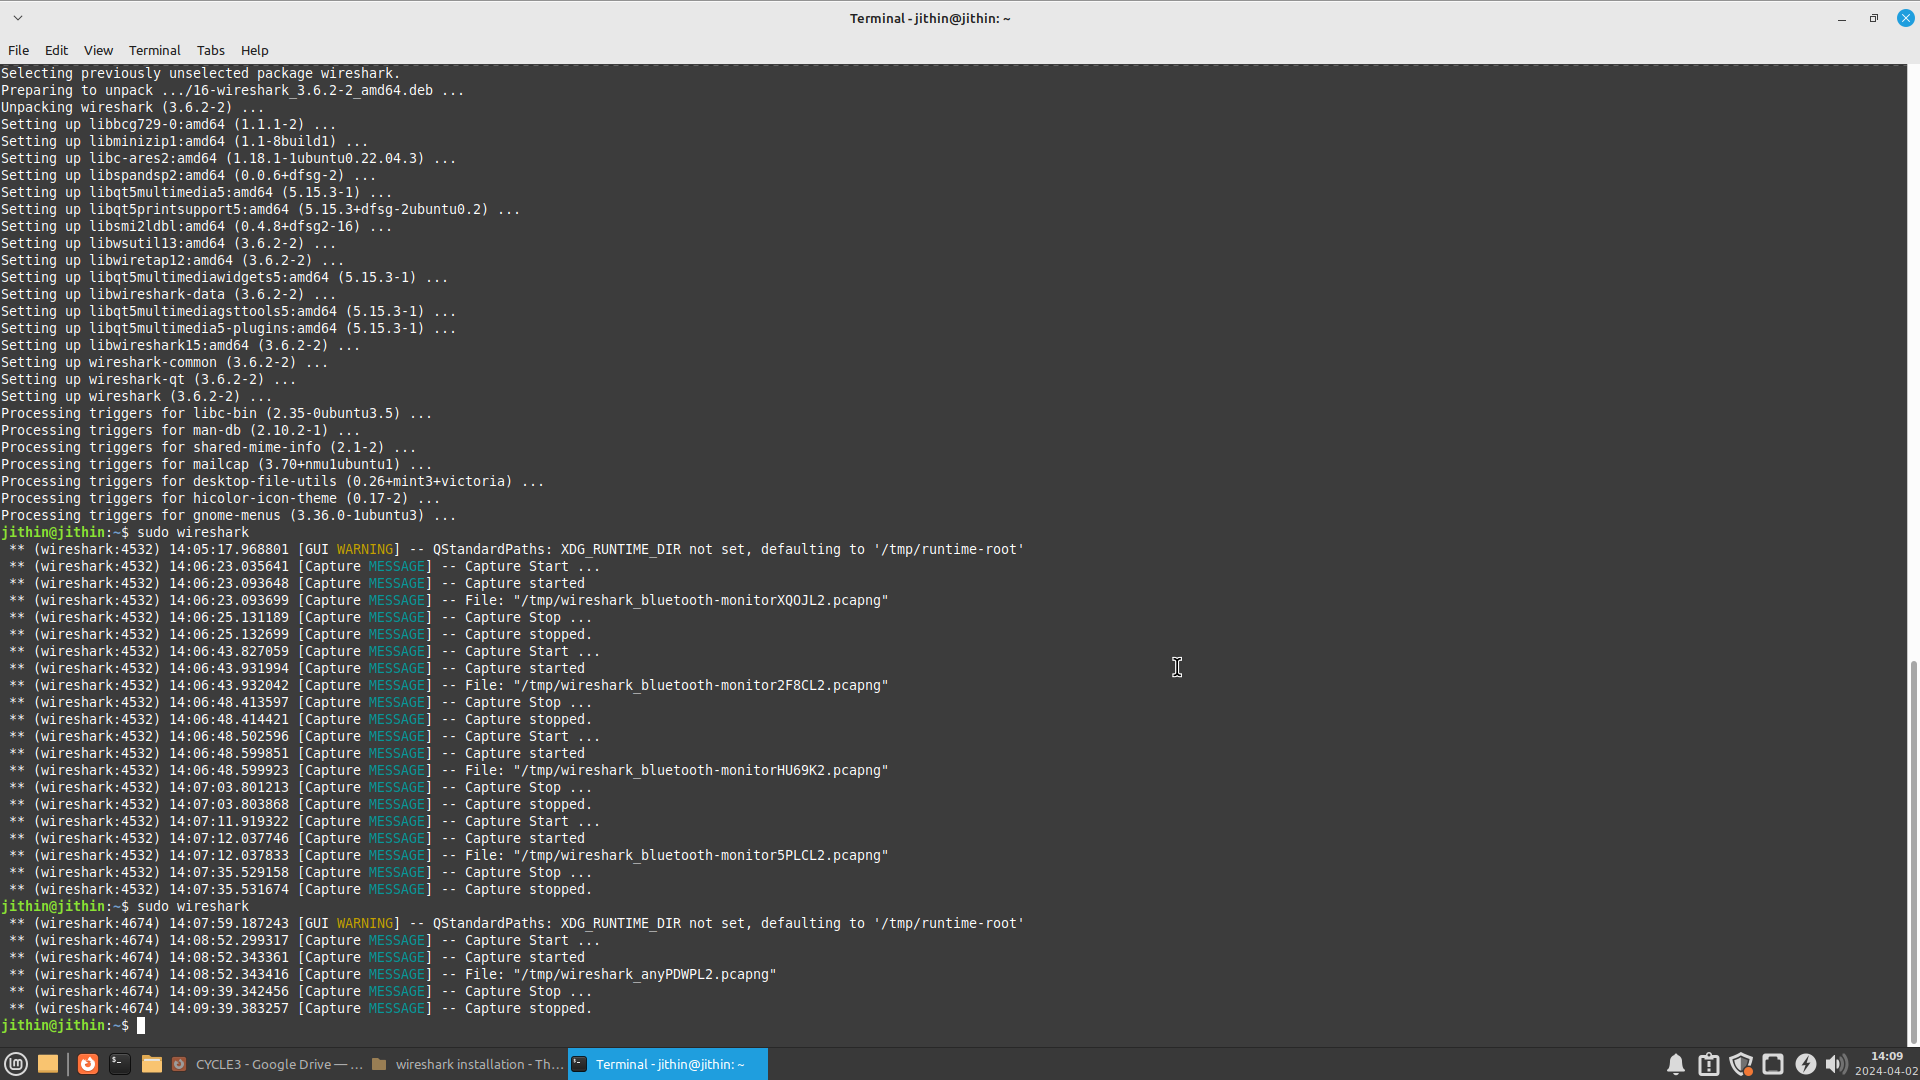 Terminal - jithin@jithin: ~
File Edit View Terminal Tabs Help
Selecting previously unselected package wireshark.
Preparing to unpack .../16-wireshark_3.6.2-2_amd64.deb ...
Unpacking wireshark (3.6.2-2) ...
Setting up libbcg729-0:amd64 (1.1.1-2) ...
Setting up libminizip1:amd64 (1.1-8build1) ...
Setting up libc-ares2:amd64 (1.18.1-1ubuntu0.22.04.3) ...
Setting up libspandsp2:amd64 (0.0.6+dfsg-2) ...
Setting up libqt5multimedia5:amd64 (5.15.3-1) ...
Setting up libqt5printsupport5:amd64 (5.15.3+dfsg-2ubuntu0.2) ...
Setting up libsmi2ldbl:amd64 (0.4.8+dfsg2-16) ...
Setting up libwsutil13:amd64 (3.6.2-2) ...
Setting up libwiretap12:amd64 (3.6.2-2) ...
Setting up libqt5multimediawidgets5:amd64 (5.15.3-1) ...
Setting up libwireshark-data (3.6.2-2) ...
Setting up libqt5multimediagsttools5:amd64 (5.15.3-1) ...
Setting up libqt5multimedia5-plugins:amd64 (5.15.3-1) ...
Setting up libwireshark15:amd64 (3.6.2-2) ...
Setting up wireshark-common (3.6.2-2) ...
Setting up wireshark-qt (3.6.2-2) ...
Setting up wireshark (3.6.2-2) ...
Processing triggers for libc-bin (2.35-0ubuntu3.5) ...
Processing triggers for man-db (2.10.2-1) ...
Processing triggers for shared-mime-info (2.1-2) ...
Processing triggers for mailcap (3.70+nmu1ubuntu1) ...
Processing triggers for desktop-file-utils (0.26+mint3+victoria) ...
Processing triggers for hicolor-icon-theme (0.17-2) ...
Processing triggers for gnome-menus (3.36.0-1ubuntu3) ...
jithin@jithin:~$ sudo wireshark
 ** (wireshark:4532) 14:05:17.968801 [GUI WARNING] -- QStandardPaths: XDG_RUNTIME_DIR not set, defaulting to '/tmp/runtime-root'
 ** (wireshark:4532) 14:06:23.035641 [Capture MESSAGE] -- Capture Start ...
 ** (wireshark:4532) 14:06:23.093648 [Capture MESSAGE] -- Capture started
 ** (wireshark:4532) 14:06:23.093699 [Capture MESSAGE] -- File: "/tmp/wireshark_bluetooth-monitorXQOJL2.pcapng"
 ** (wireshark:4532) 14:06:25.131189 [Capture MESSAGE] -- Capture Stop ...
 ** (wireshark:4532) 14:06:25.132699 [Capture MESSAGE] -- Capture stopped.
 ** (wireshark:4532) 14:06:43.827059 [Capture MESSAGE] -- Capture Start ...
 ** (wireshark:4532) 14:06:43.931994 [Capture MESSAGE] -- Capture started
 ** (wireshark:4532) 14:06:43.932042 [Capture MESSAGE] -- File: "/tmp/wireshark_bluetooth-monitor2F8CL2.pcapng"
 ** (wireshark:4532) 14:06:48.413597 [Capture MESSAGE] -- Capture Stop ...
 ** (wireshark:4532) 14:06:48.414421 [Capture MESSAGE] -- Capture stopped.
 ** (wireshark:4532) 14:06:48.502596 [Capture MESSAGE] -- Capture Start ...
 ** (wireshark:4532) 14:06:48.599851 [Capture MESSAGE] -- Capture started
 ** (wireshark:4532) 14:06:48.599923 [Capture MESSAGE] -- File: "/tmp/wireshark_bluetooth-monitorHU69K2.pcapng"
 ** (wireshark:4532) 14:07:03.801213 [Capture MESSAGE] -- Capture Stop ...
 ** (wireshark:4532) 14:07:03.803868 [Capture MESSAGE] -- Capture stopped.
 ** (wireshark:4532) 14:07:11.919322 [Capture MESSAGE] -- Capture Start ...
 ** (wireshark:4532) 14:07:12.037746 [Capture MESSAGE] -- Capture started
 ** (wireshark:4532) 14:07:12.037833 [Capture MESSAGE] -- File: "/tmp/wireshark_bluetooth-monitor5PLCL2.pcapng"
 ** (wireshark:4532) 14:07:35.529158 [Capture MESSAGE] -- Capture Stop ...
 ** (wireshark:4532) 14:07:35.531674 [Capture MESSAGE] -- Capture stopped.
jithin@jithin:~$ sudo wireshark
 ** (wireshark:4674) 14:07:59.187243 [GUI WARNING] -- QStandardPaths: XDG_RUNTIME_DIR not set, defaulting to '/tmp/runtime-root'
 ** (wireshark:4674) 14:08:52.299317 [Capture MESSAGE] -- Capture Start ...
 ** (wireshark:4674) 14:08:52.343361 [Capture MESSAGE] -- Capture started
 ** (wireshark:4674) 14:08:52.343416 [Capture MESSAGE] -- File: "/tmp/wireshark_anyPDWPL2.pcapng"
 ** (wireshark:4674) 14:09:39.342456 [Capture MESSAGE] -- Capture Stop ...
 ** (wireshark:4674) 14:09:39.383257 [Capture MESSAGE] -- Capture stopped.
jithin@jithin:~$
CYCLE3 - Google Drive — ... wireshark installation - Th... Terminal - jithin@jithin: ~ 14:09
2024-04-02